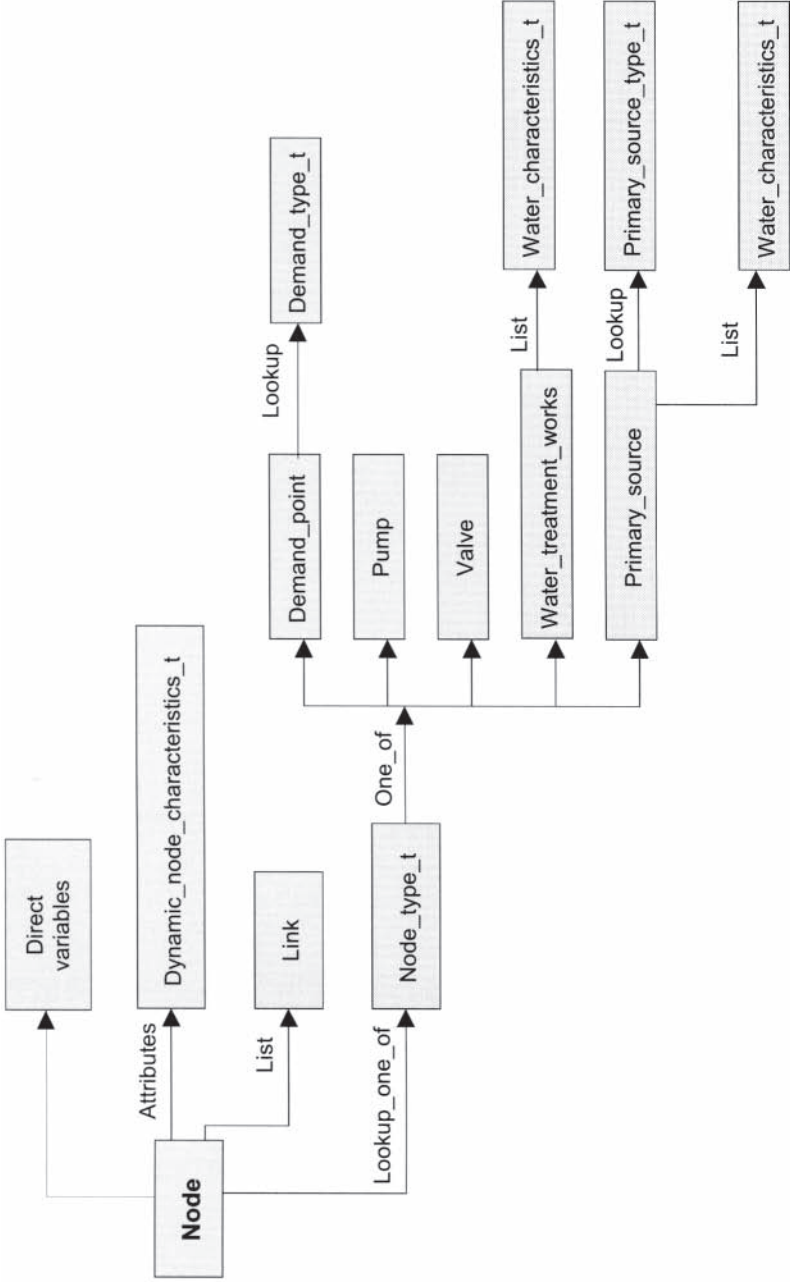 Direct
variables
Node
Attributes
Dynamic_node_characteristics_t
List
Link
Lookup_one_of
Node_type_t
One_of
Demand_point
Lookup
Demand_type_t
Pump
Valve
Water_treatment_works
List
Water_characteristics_t
Primary_source
Lookup
Primary_source_type_t
List
Water_characteristics_t